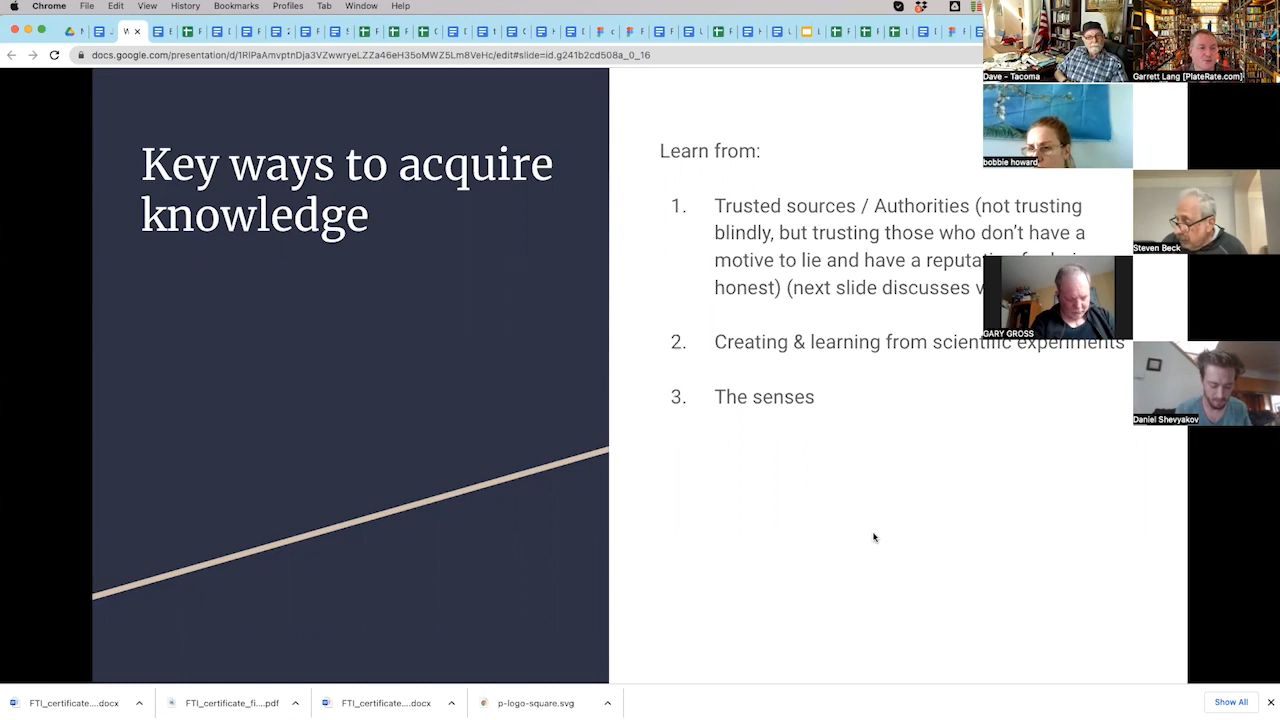 Chrome File Edit View History Bookmarks Profiles Tab Window Help
docs.google.com/presentation/d/1RIPaAmvptnDja3VZwwryeLZZa46eH35oMWZ5Lm8VeHc/edit#slide=id.g241b2cd508a_0_16
Dave - Tacoma
Garrett Lang [PlateRate.com]
bobbie howard
Steven Beck
GARY GROSS
Daniel Shevyakov
Key ways to acquire
knowledge
Learn from:
1. Trusted sources / Authorities (not trusting
blindly, but trusting those who don't have a
motive to lie and have a
honest) (next slide discusses
2. Creating & learning from scientific experiments
3. The senses
FTI_certificate....docx
FTI_certificate_fi....pdf
FTI_certificate....docx
p-logo-square.svg
Show All